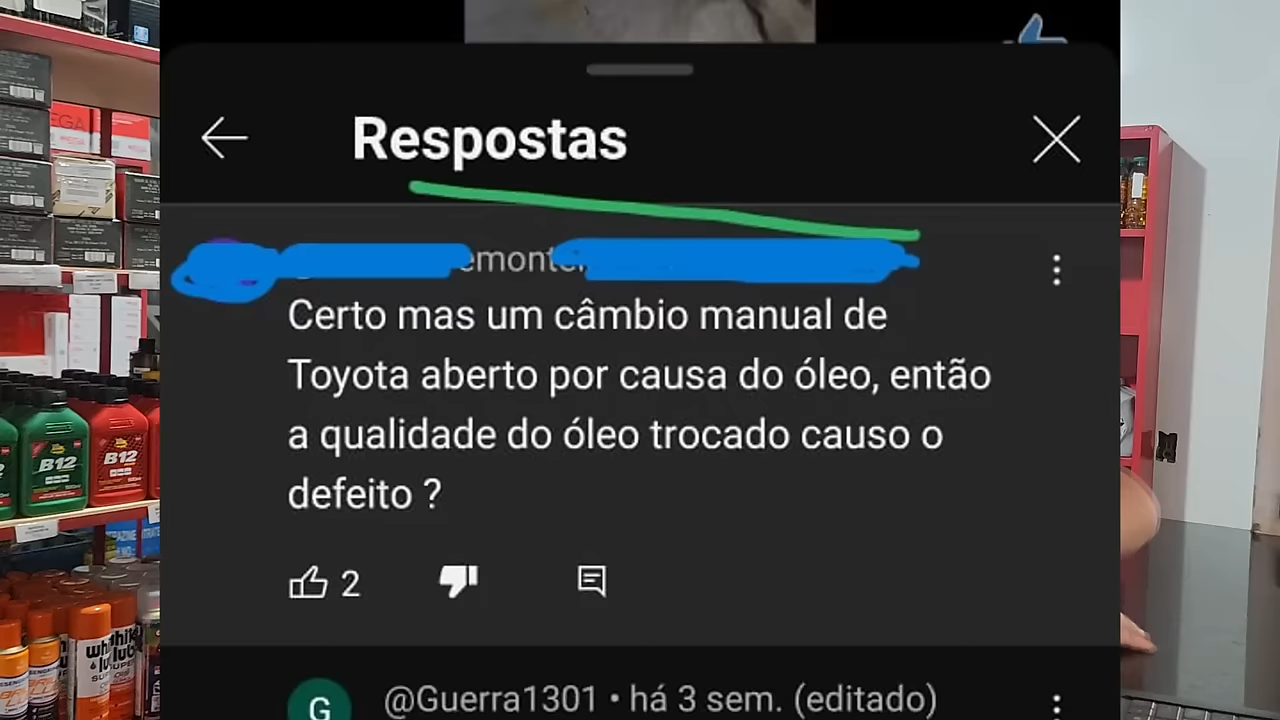 Respostas
emonte
Certo mas um câmbio manual de
Toyota aberto por causa do óleo, então
a qualidade do óleo trocado causo o
defeito ?
2
G
@Guerra1301 • há 3 sem. (editado)
B12
B12